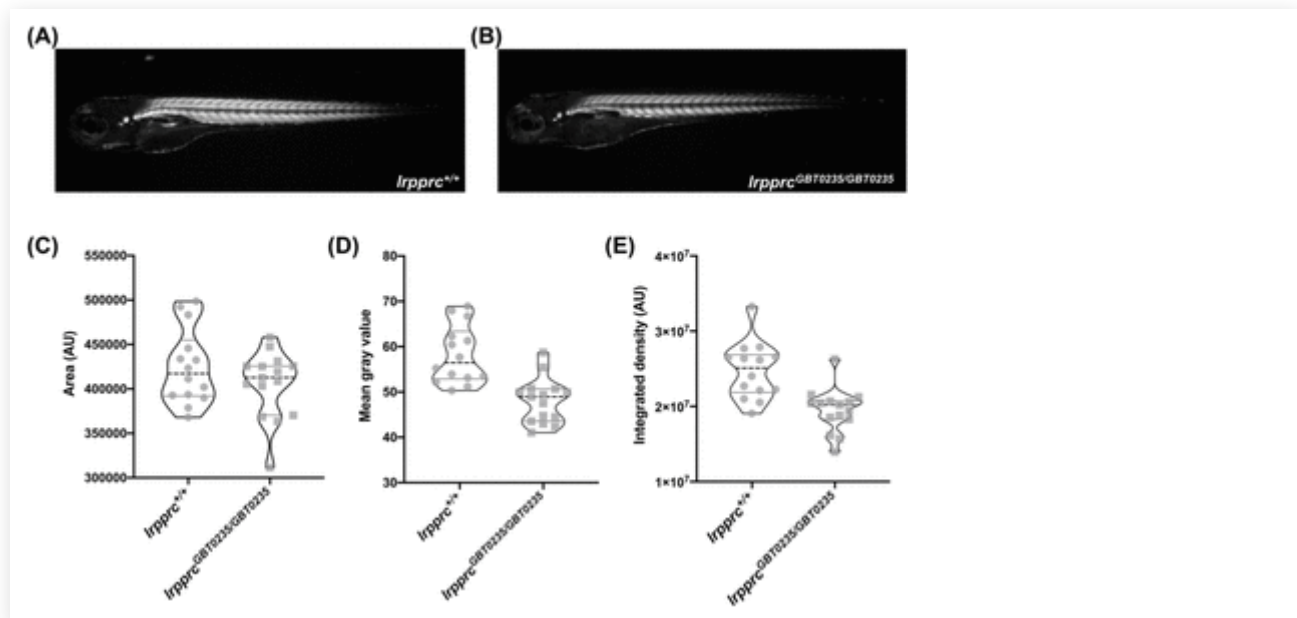 (A)
(B)
lrpprc+/+
lrpprcGBT0235/GBT0235
(C)
Area (AU)
550000
500000
450000
400000
350000
300000
lrpprc+/+
lrpprcGBT0235/GBT0235
(D)
Mean gray value
80
70
60
50
40
30
lrpprc+/+
lrpprcGBT0235/GBT0235
(E)
Integrated density (AU)
4×10⁷
3×10⁷
2×10⁷
1×10⁷
lrpprc+/+
lrpprcGBT0235/GBT0235